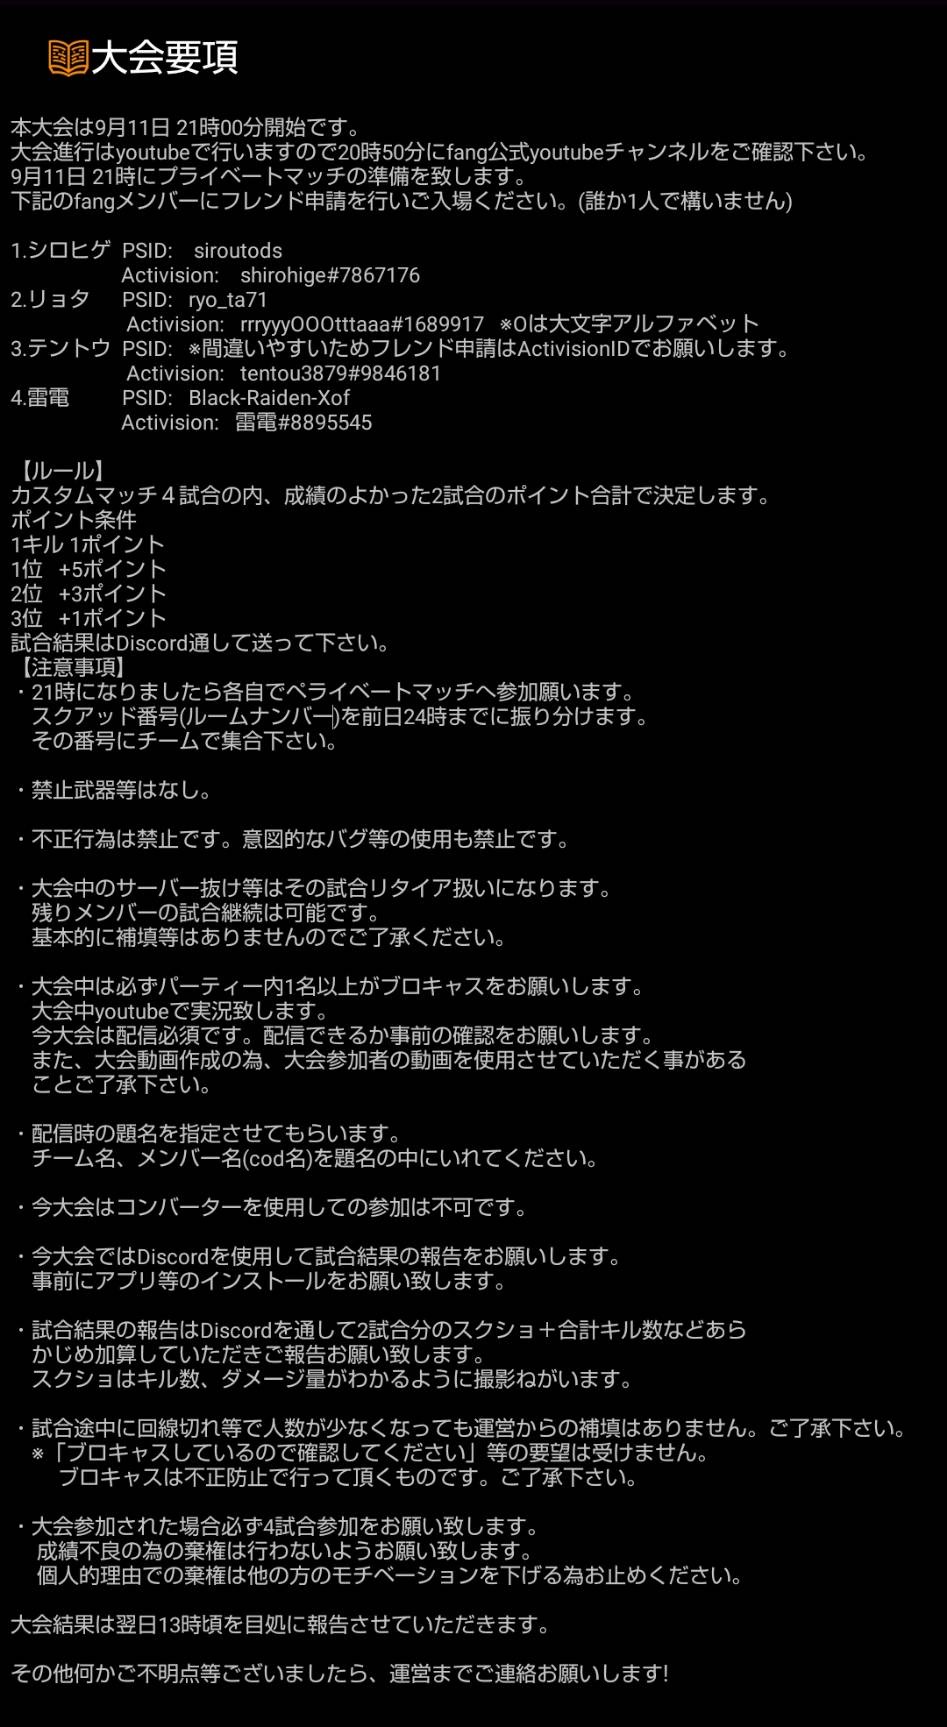 大会要項
本大会は9月11日 21時00分開始です。
大会進行はyoutubeで行いますので20時50分にfang公式youtubeチャンネルをご確認下さい。
9月11日 21時にプライベートマッチの準備を致します。
下記のfangメンバーにフレンド申請を行いご入場ください。(誰か1人で構いません)
1.シロヒゲ PSID: siroutods
Activision: shirohige#7867176
2.リョタ PSID: ryo_ta71
Activision: rrryyyOOOtttaaa#1689917 ※Oは大文字アルファベット
3.テントウ PSID: ※間違いやすいためフレンド申請はActivisionIDでお願いします。
Activision: tentou3879#9846181
4.雷電 PSID: Black-Raiden-Xof
Activision: 雷電#8895545
【ルール】
カスタムマッチ４試合の内、成績のよかった2試合のポイント合計で決定します。
ポイント条件
1キル 1ポイント
1位 +5ポイント
2位 +3ポイント
3位 +1ポイント
試合結果はDiscord通して送って下さい。
【注意事項】
・21時になりましたら各自でペライベートマッチへ参加願います。
スクアッド番号(ルームナンバー)を前日24時までに振り分けます。
その番号にチームで集合下さい。
・禁止武器等はなし。
・不正行為は禁止です。意図的なバグ等の使用も禁止です。
・大会中のサーバー抜け等はその試合リタイア扱いになります。
残りメンバーの試合継続は可能です。
基本的に補填等はありませんのでご了承ください。
・大会中は必ずパーティー内1名以上がブロキャスをお願いします。
大会中youtubeで実況致します。
今大会は配信必須です。配信できるか事前の確認をお願いします。
また、大会動画作成の為、大会参加者の動画を使用させていただく事がある
ことご了承下さい。
・配信時の題名を指定させてもらいます。
チーム名、メンバー名(cod名)を題名の中にいれてください。
・今大会はコンバーターを使用しての参加は不可です。
・今大会ではDiscordを使用して試合結果の報告をお願いします。
事前にアプリ等のインストールをお願い致します。
・試合結果の報告はDiscordを通して2試合分のスクショ＋合計キル数などあら
かじめ加算していただきご報告お願い致します。
スクショはキル数、ダメージ量がわかるように撮影ねがいます。
・試合途中に回線切れ等で人数が少なくなっても運営からの補填はありません。ご了承下さい。
※「ブロキャスしているので確認してください」等の要望は受けません。
ブロキャスは不正防止で行って頂くものです。ご了承下さい。
・大会参加された場合必ず4試合参加をお願い致します。
成績不良の為の棄権は行わないようお願い致します。
個人的理由での棄権は他の方のモチベーションを下げる為お止めください。
大会結果は翌日13時頃を目処に報告させていただきます。
その他何かご不明点等ございましたら、運営までご連絡お願いします!